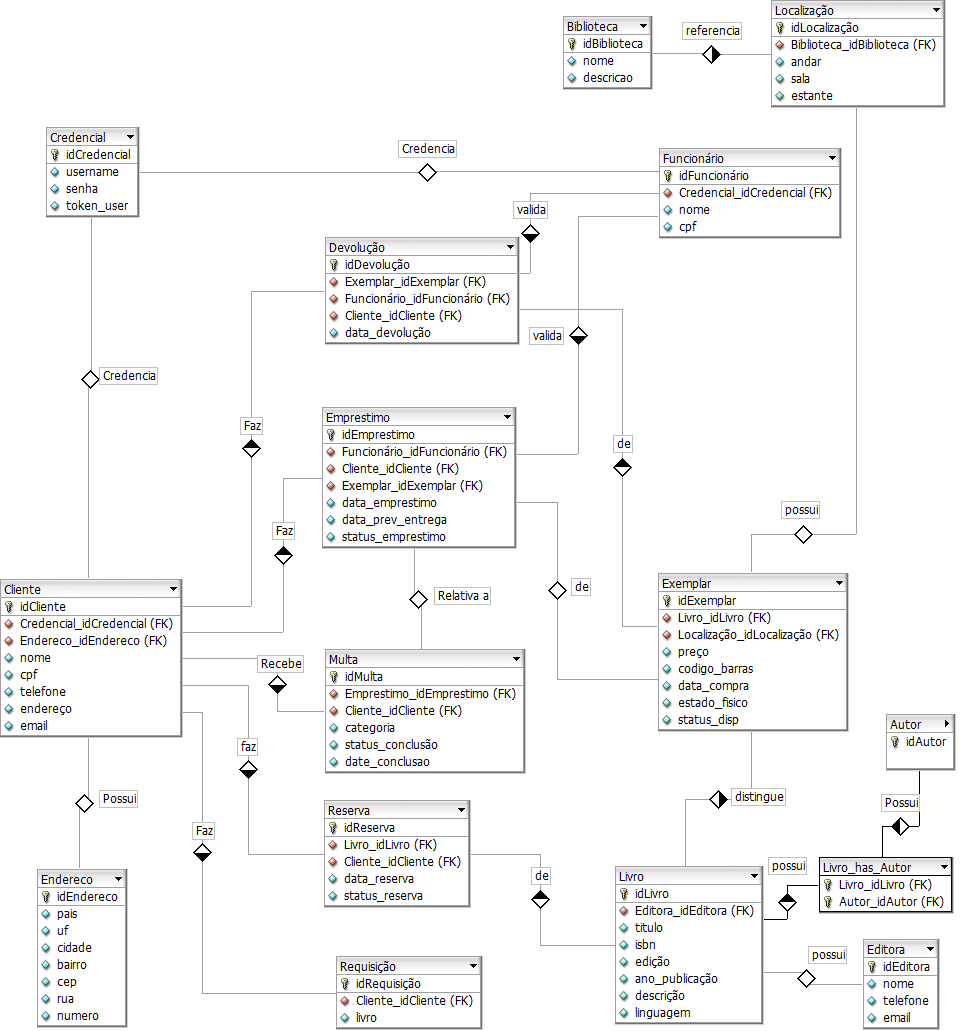 Biblioteca
idBiblioteca
nome
descricao
referencia
Localização
idLocalização
Biblioteca_idBiblioteca (FK)
andar
sala
estante
Credencial
idCredencial
username
senha
token_user
Credencia
Funcionário
idFuncionário
Credencial_idCredencial (FK)
nome
cpf
valida
Devolução
idDevolução
Exemplar_idExemplar (FK)
Funcionário_idFuncionário (FK)
Cliente_idCliente (FK)
data_devolução
valida
Credencia
Faz
Emprestimo
idEmprestimo
Funcionário_idFuncionário (FK)
Cliente_idCliente (FK)
Exemplar_idExemplar (FK)
data_emprestimo
data_prev_entrega
status_emprestimo
de
Faz
possui
Cliente
idCliente
Credencial_idCredencial (FK)
Endereco_idEndereco (FK)
nome
cpf
telefone
endereço
email
Relativa a
de
Exemplar
idExemplar
Livro_idLivro (FK)
Localização_idLocalização (FK)
preço
codigo_barras
data_compra
estado_fisico
status_disp
Recebe
Multa
idMulta
Emprestimo_idEmprestimo (FK)
Cliente_idCliente (FK)
categoria
status_conclusão
date_conclusao
Autor
idAutor
faz
Possui
distingue
Possui
Reserva
idReserva
Livro_idLivro (FK)
Cliente_idCliente (FK)
data_reserva
status_reserva
Faz
de
possui
Livro_has_Autor
Livro_idLivro (FK)
Autor_idAutor (FK)
Endereco
idEndereco
pais
uf
cidade
bairro
cep
rua
numero
Livro
idLivro
Editora_idEditora (FK)
titulo
isbn
edição
ano_publicação
descrição
linguagem
possui
Editora
idEditora
nome
telefone
email
Requisição
idRequisição
Cliente_idCliente (FK)
livro